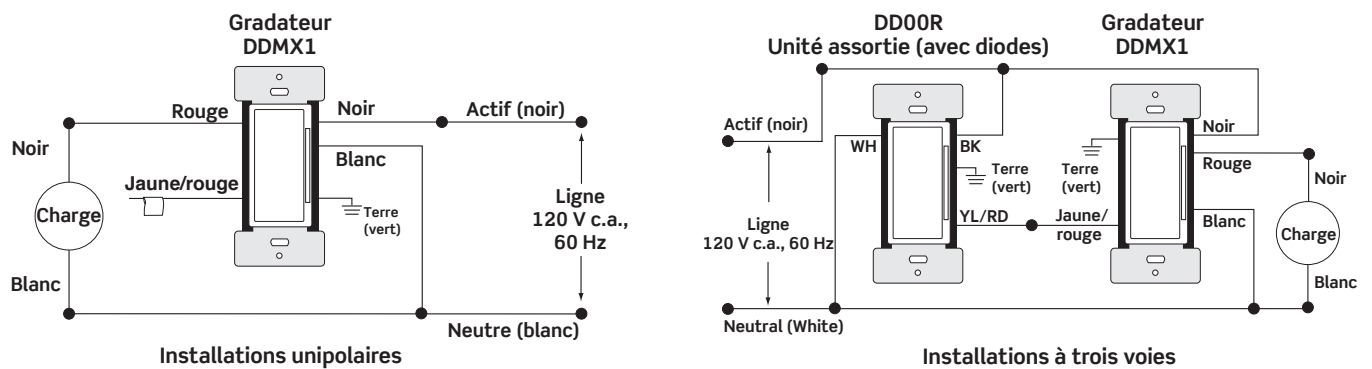 Gradateur
DDMX1
Rouge
Noir
Actif (noir)
Noir
Blanc
Jaune/rouge
Charge
Terre
(vert)
Ligne
120 V c.a.,
60 Hz
Blanc
Neutre (blanc)
Installations unipolaires
DD00R
Unité assortie (avec diodes)
Gradateur
DDMX1
Actif (noir)
WH
BK
Terre
(vert)
Terre
(vert)
Noir
Rouge
Noir
Ligne
120 V c.a., 60 Hz
YL/RD
Jaune/
rouge
Blanc
Charge
Blanc
Neutral (White)
Installations à trois voies